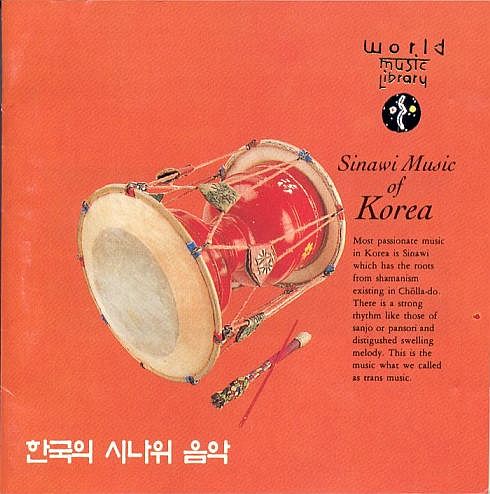 world
music
Library
Sinawi Music
of
Korea
Most passionate music
in Korea is Sinawi
which has the roots
from shamanism
existing in Chŏlla-do.
There is a strong
rhythm like those of
sanjo or pansori and
distigushed swelling
melody. This is the
music what we called
as trans music.
한국의 시나위 음악